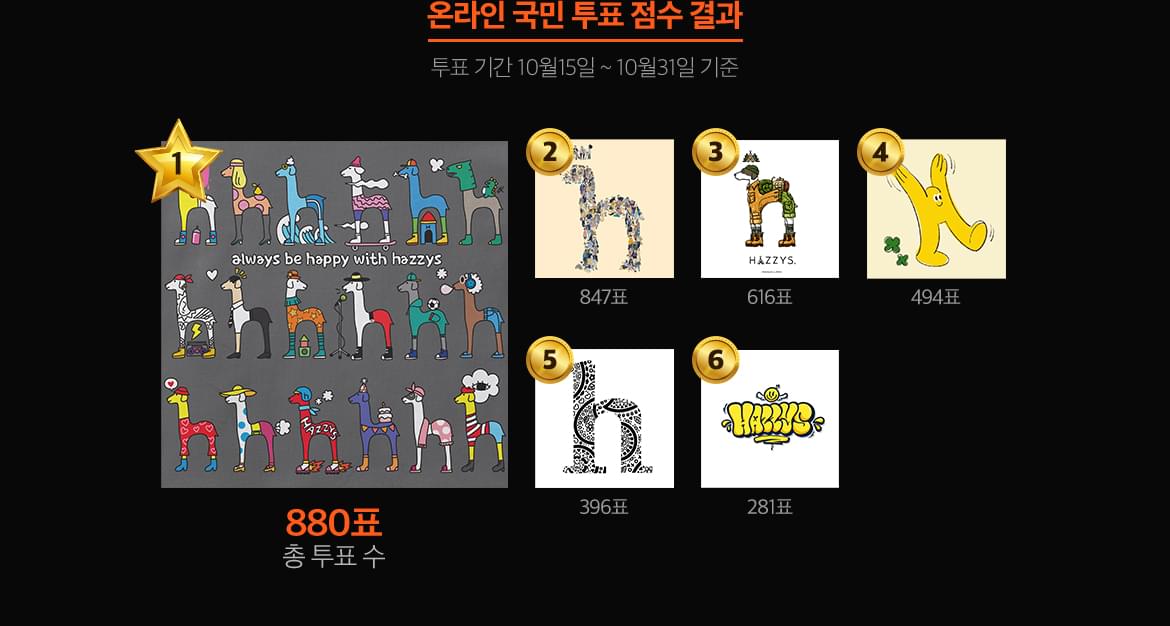 온라인 국민 투표 점수 결과
투표 기간 10월15일 ~ 10월31일 기준
1
always be happy with hazzys
HAZZYS
880표
총 투표 수
2
847표
3
HAZZYS.
616표
4
494표
5
396표
6
HAZZYS
281표